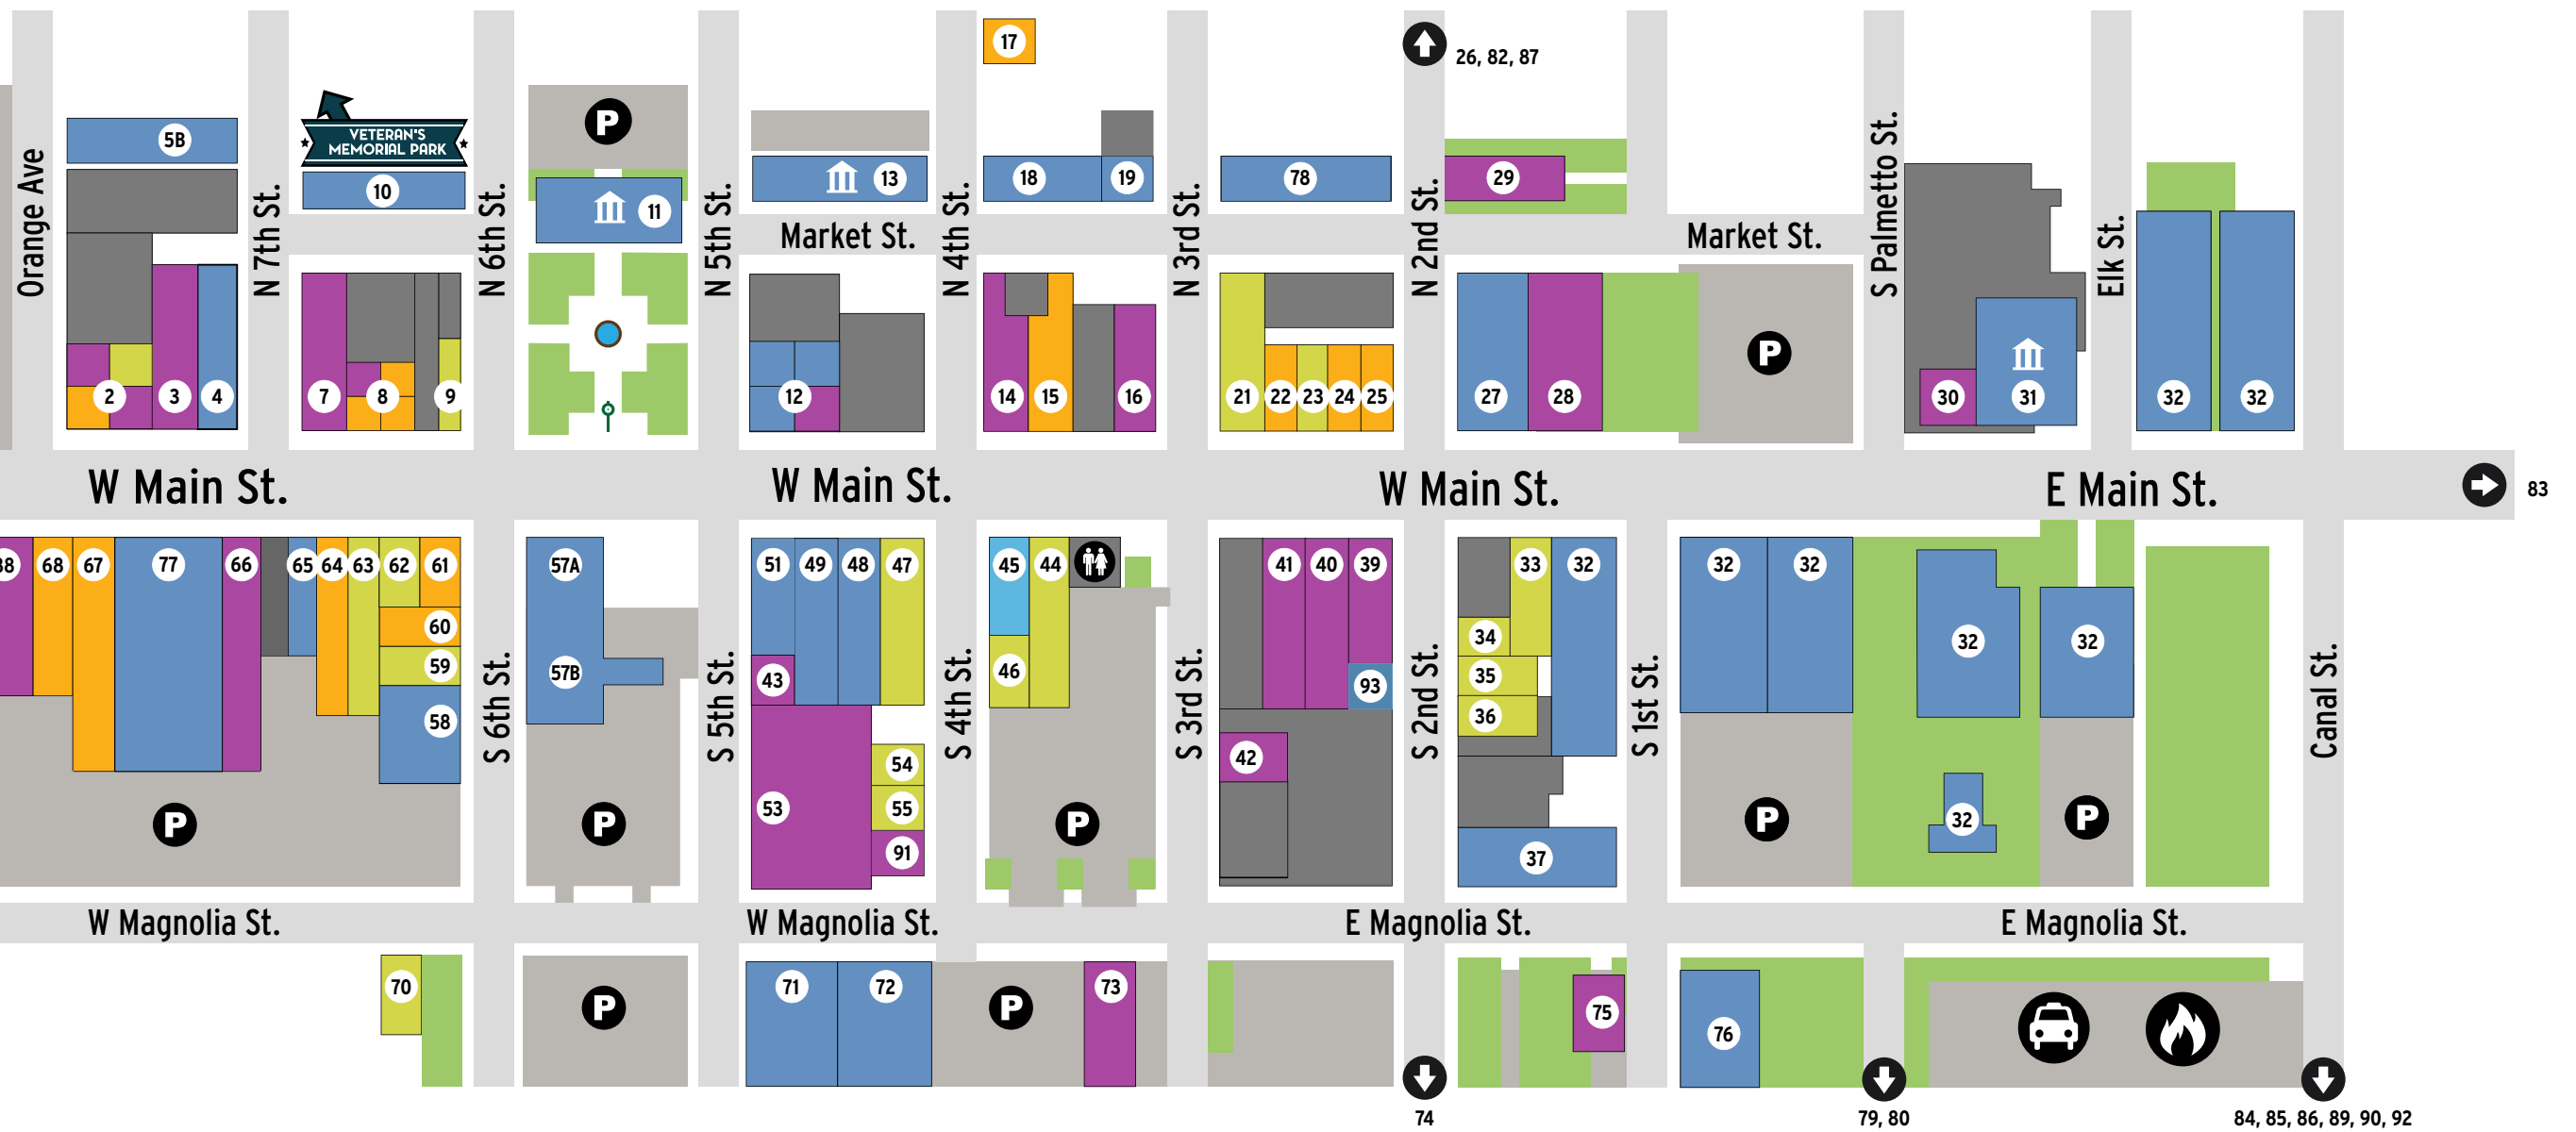 17
26, 82, 87
P
5B
VETERAN'S
MEMORIAL PARK
10
11
13
18
19
78
29
Orange Ave
N 7th St.
N 6th St.
N 5th St.
Market St.
N 4th St.
N 3rd St.
N 2nd St.
Market St.
S Palmetto St.
Elk St.
P
2
3
4
7
8
9
12
14
15
16
21
22
23
24
25
27
28
30
31
32
32
W Main St.
W Main St.
W Main St.
E Main St.
83
38
68
67
77
66
65
64
63
62
61
60
59
58
57A
57B
51
49
48
47
43
45
44
46
41
40
39
93
42
33
32
34
35
36
37
32
32
32
32
32
53
54
55
91
S 6th St.
S 5th St.
S 4th St.
S 3rd St.
S 2nd St.
S 1st St.
Canal St.
P
P
P
P
P
W Magnolia St.
W Magnolia St.
E Magnolia St.
E Magnolia St.
70
P
71
72
P
73
75
76
74
79, 80
84, 85, 86, 89, 90, 92